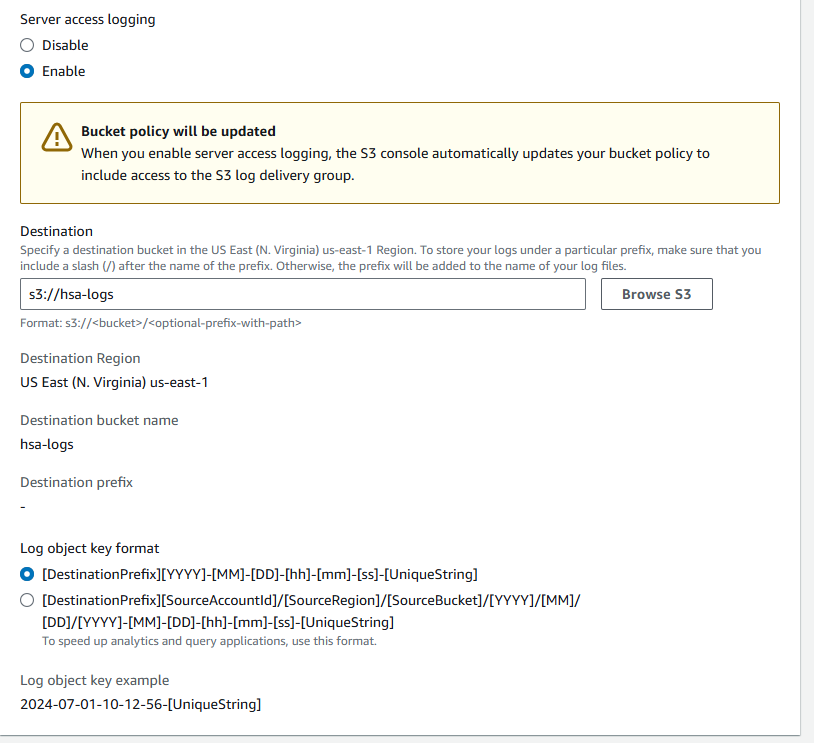 Server access logging
Disable
Enable
Bucket policy will be updated
When you enable server access logging, the S3 console automatically updates your bucket policy to
include access to the S3 log delivery group.
Destination
Specify a destination bucket in the US East (N. Virginia) us-east-1 Region. To store your logs under a particular prefix, make sure that you
include a slash (/) after the name of the prefix. Otherwise, the prefix will be added to the name of your log files.
s3://hsa-logs
Browse S3
Format: s3://<bucket>/<optional-prefix-with-path>
Destination Region
US East (N. Virginia) us-east-1
Destination bucket name
hsa-logs
Destination prefix
-
Log object key format
[DestinationPrefix][YYYY]-[MM]-[DD]-[hh]-[mm]-[ss]-[UniqueString]
[DestinationPrefix][SourceAccountId]/[SourceRegion]/[SourceBucket]/[YYYY]/[MM]/
[DD]/[YYYY]-[MM]-[DD]-[hh]-[mm]-[ss]-[UniqueString]
To speed up analytics and query applications, use this format.
Log object key example
2024-07-01-10-12-56-[UniqueString]